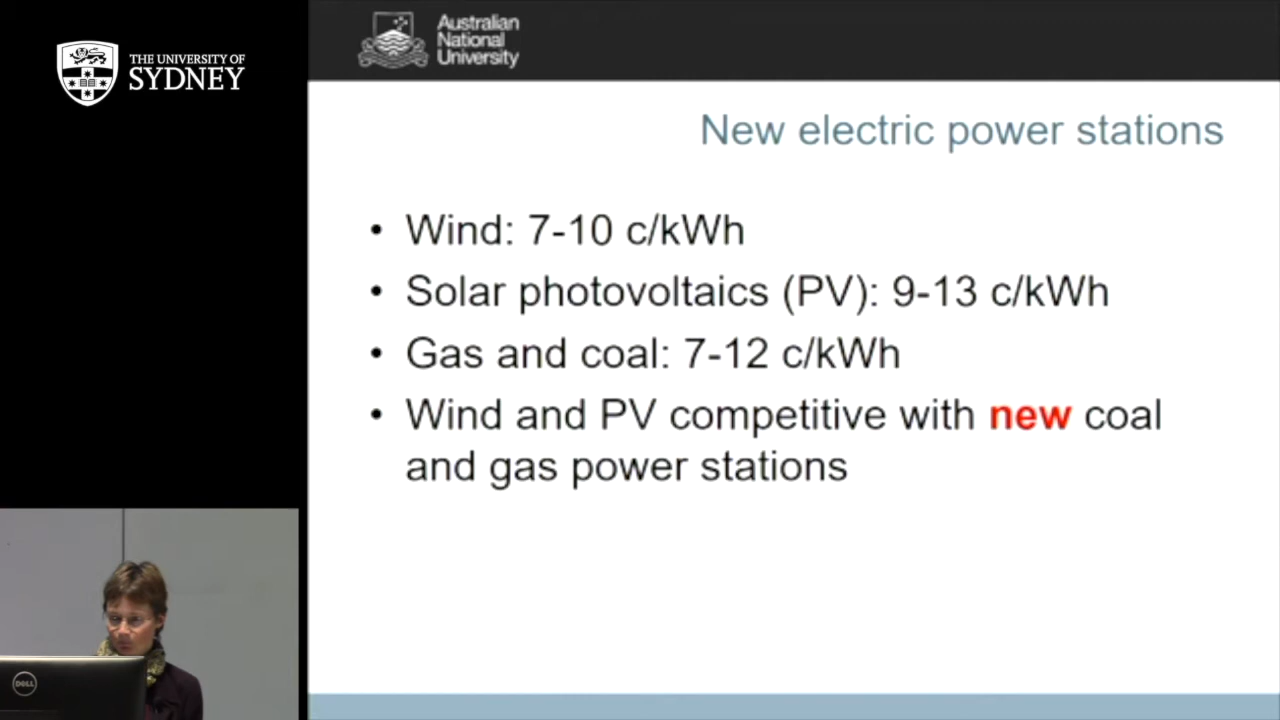 THE UNIVERSITY OF
SYDNEY
Australian
National
University
New electric power stations
• Wind: 7-10 c/kWh
• Solar photovoltaics (PV): 9-13 c/kWh
• Gas and coal: 7-12 c/kWh
• Wind and PV competitive with new coal
and gas power stations
DELL